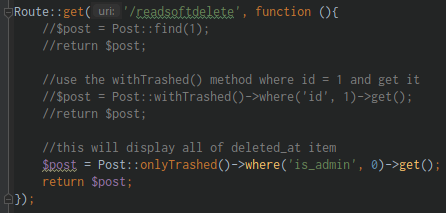 Route::get( uri: '/readsoftdelete', function (){
//$post = Post::find(1);
//return $post;
//use the withTrashed() method where id = 1 and get it
//$post = Post::withTrashed()->where('id', 1)->get();
//return $post;
//this will display all of deleted_at item
$post = Post::onlyTrashed()->where('is_admin', 0)->get();
return $post;
});